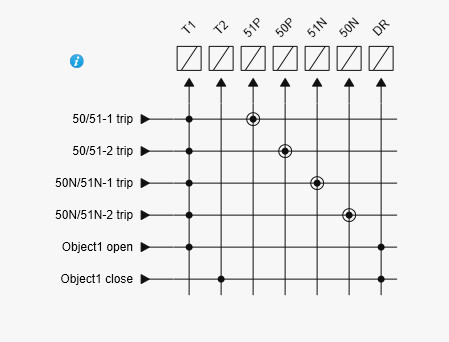 T1 T2 51P 50P 51N 50N DR
i
50/51-1 trip
50/51-2 trip
50N/51N-1 trip
50N/51N-2 trip
Object1 open
Object1 close